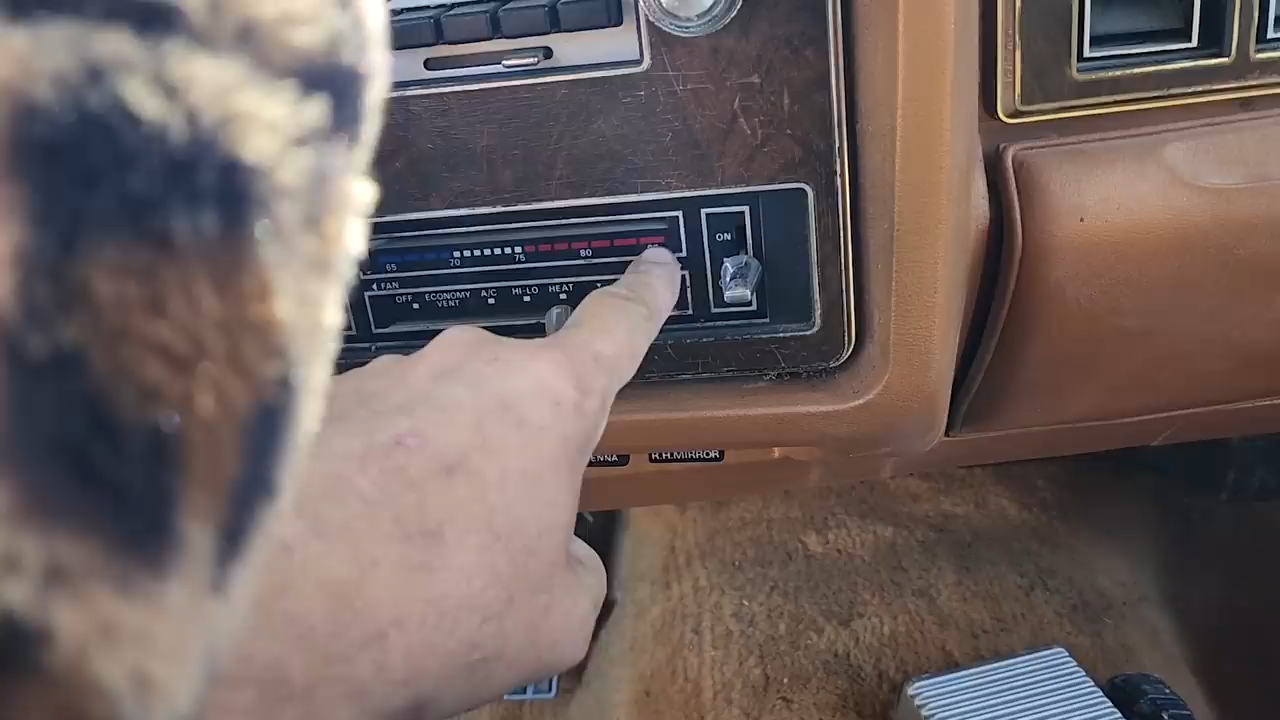 65 70 75 80
ON
FAN
OFF ECONOMY VENT A/C HI-LO HEAT
R.H.MIRROR